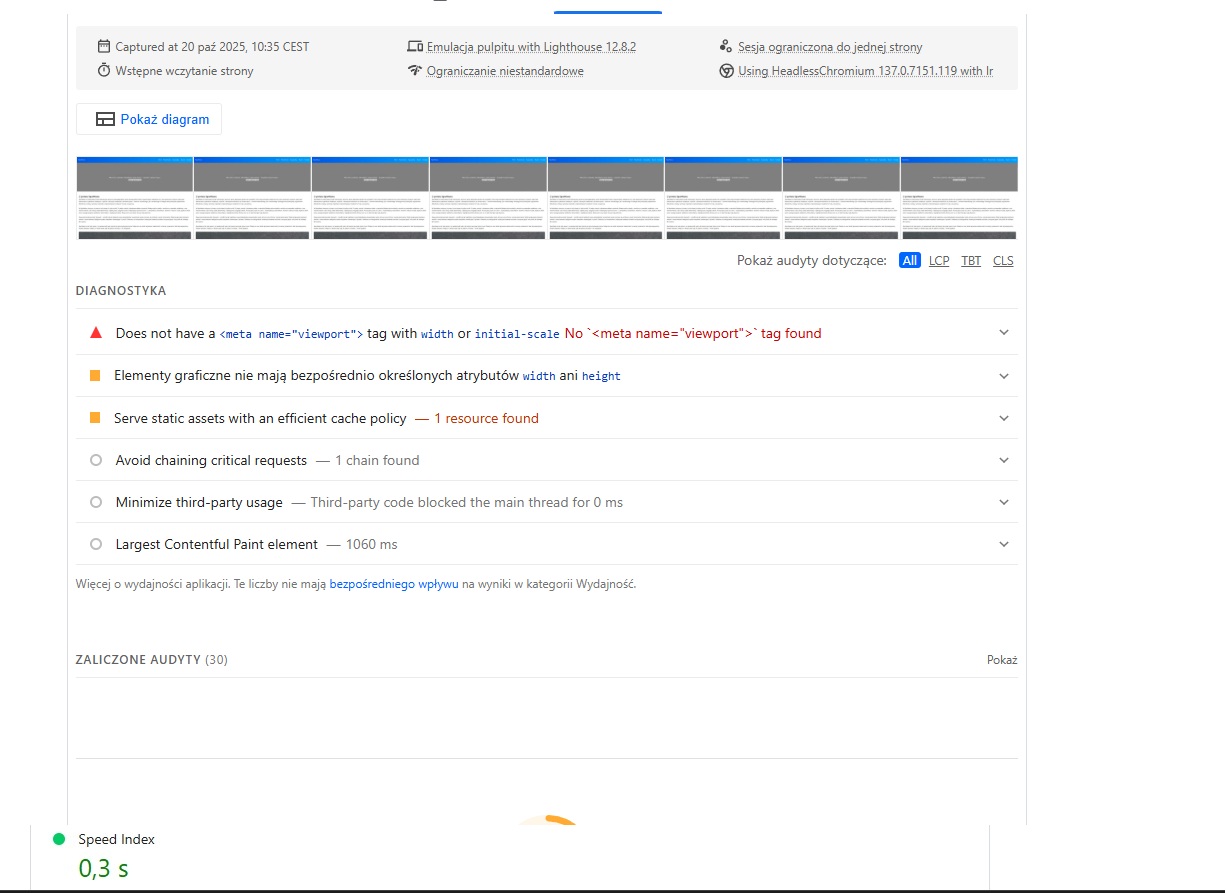 Captured at 20 paź 2025, 10:35 CEST
Emulacja pulpitu with Lighthouse 12.8.2
Sesja ograniczona do jednej strony
Wstępne wczytanie strony
Ograniczanie niestandardowe
Using HeadlessChromium 137.0.7151.119 with lr
Pokaż diagram
Pokaż audyty dotyczące: All LCP TBT CLS
DIAGNOSTYKA
Does not have a <meta name="viewport"> tag with width or initial-scale No `<meta name="viewport">` tag found
Elementy graficzne nie mają bezpośrednio określonych atrybutów width ani height
Serve static assets with an efficient cache policy — 1 resource found
Avoid chaining critical requests — 1 chain found
Minimize third-party usage — Third-party code blocked the main thread for 0 ms
Largest Contentful Paint element — 1060 ms
Więcej o wydajności aplikacji. Te liczby nie mają bezpośredniego wpływu na wyniki w kategorii Wydajność.
ZALICZONE AUDYTY (30)
Pokaż
Speed Index
0,3 s